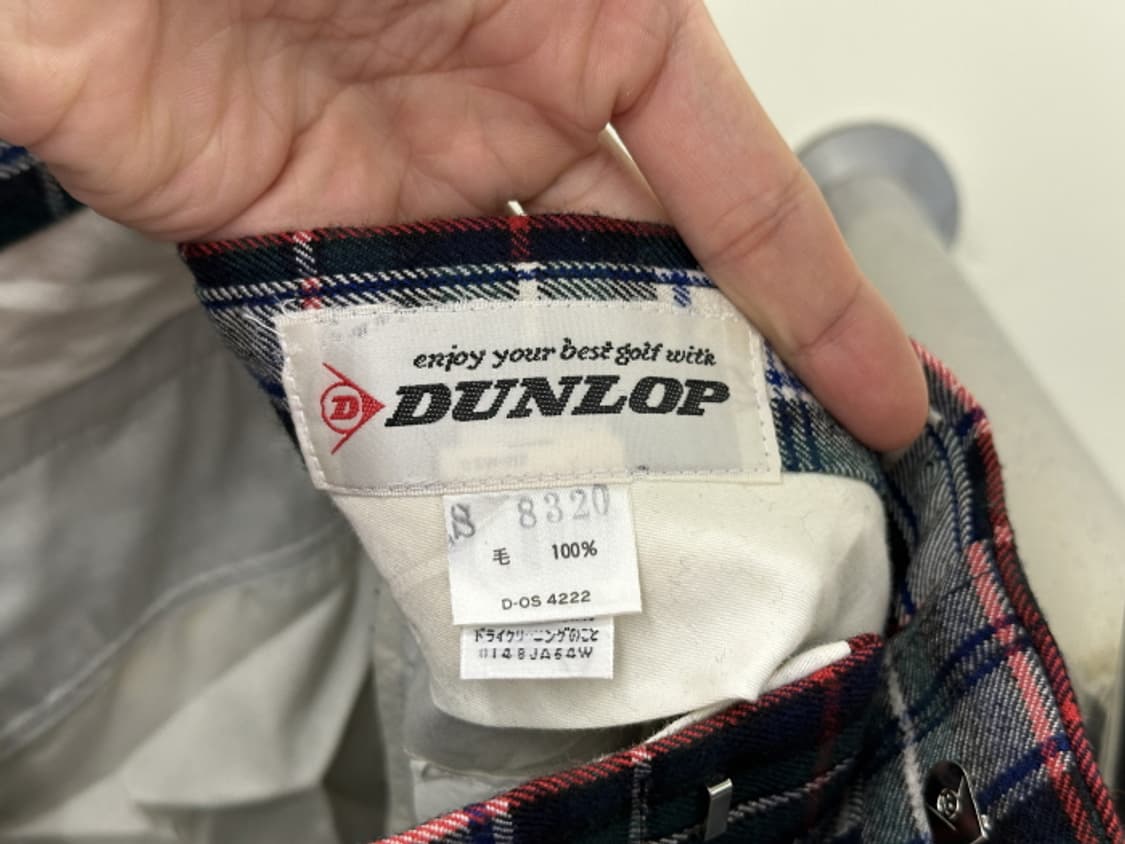 enjoy your best golf with
D DUNLOP
8320
毛 100%
D-OS 4222
ドライクリーニングのこと